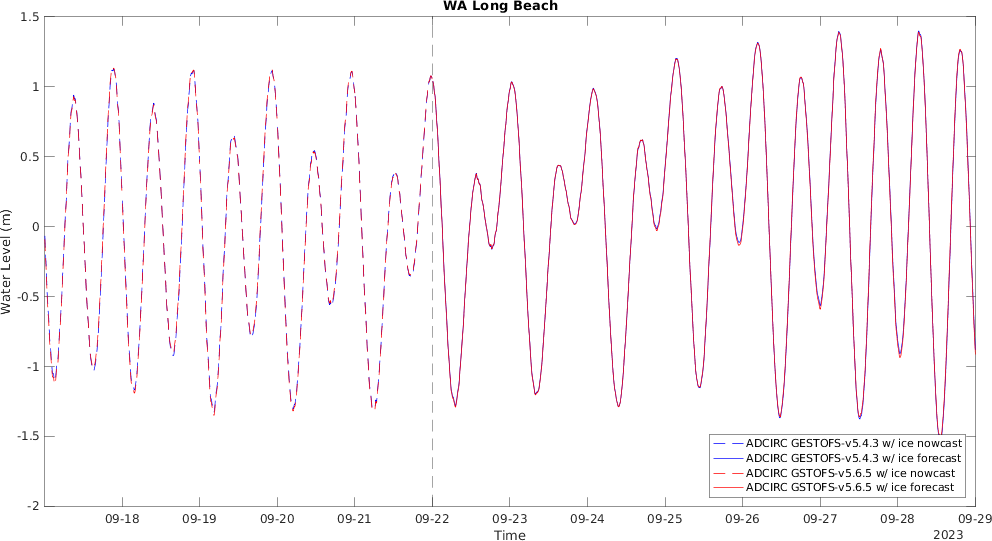 WA Long Beach
1.5
1
0.5
0
-0.5
-1
-1.5
-2
Water Level (m)
ADCIRC GESTOFS-v5.4.3 w/ ice nowcast
ADCIRC GESTOFS-v5.4.3 w/ ice forecast
ADCIRC GSTOFS-v5.6.5 w/ ice nowcast
ADCIRC GSTOFS-v5.6.5 w/ ice forecast
09-18 09-19 09-20 09-21 09-22 09-23 09-24 09-25 09-26 09-27 09-28 09-29
Time
2023